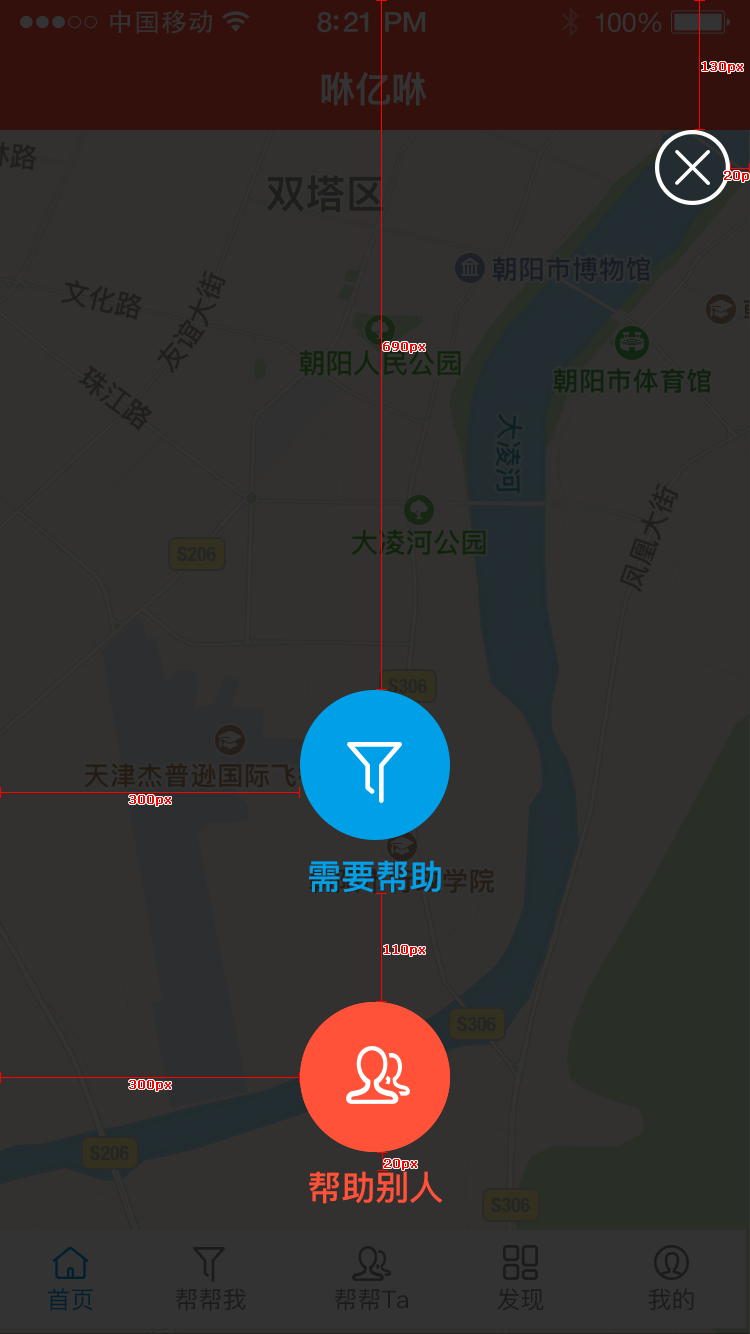 中国移动 8:21 PM 100%
咻亿咻
130px
林路
双塔区
20p
朝阳市博物馆
文化路
友谊大街
690px
朝阳人民公园
朝阳市体育馆
珠江路
大凌河
大凌河公园
凤凰大街
S206
S306
天津杰普逊国际飞
300px
需要帮助
学院
110px
S306
300px
S206
20px
帮助别人
S306
首页 帮帮我 帮帮Ta 发现 我的